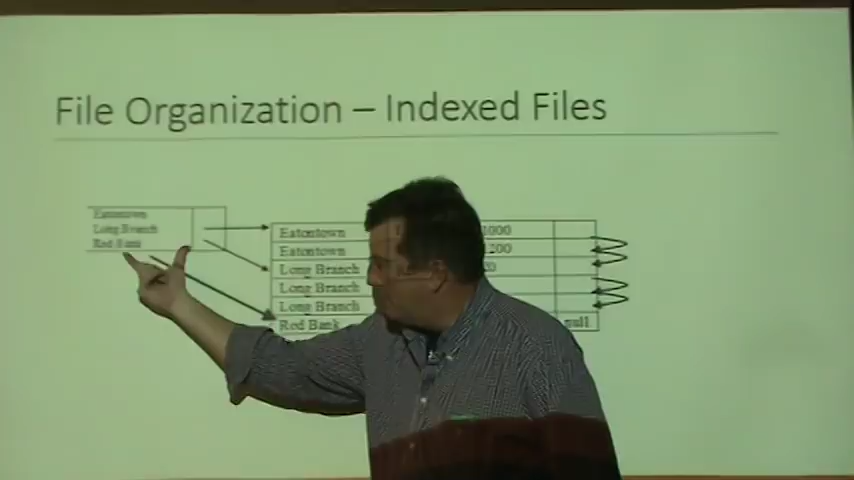 File Organization – Indexed Files
Eatontown
Long Branch
Red Bank
Eatontown 1000
Eatontown 200
Long Branch
Long Branch
Long Branch
Red Bank null